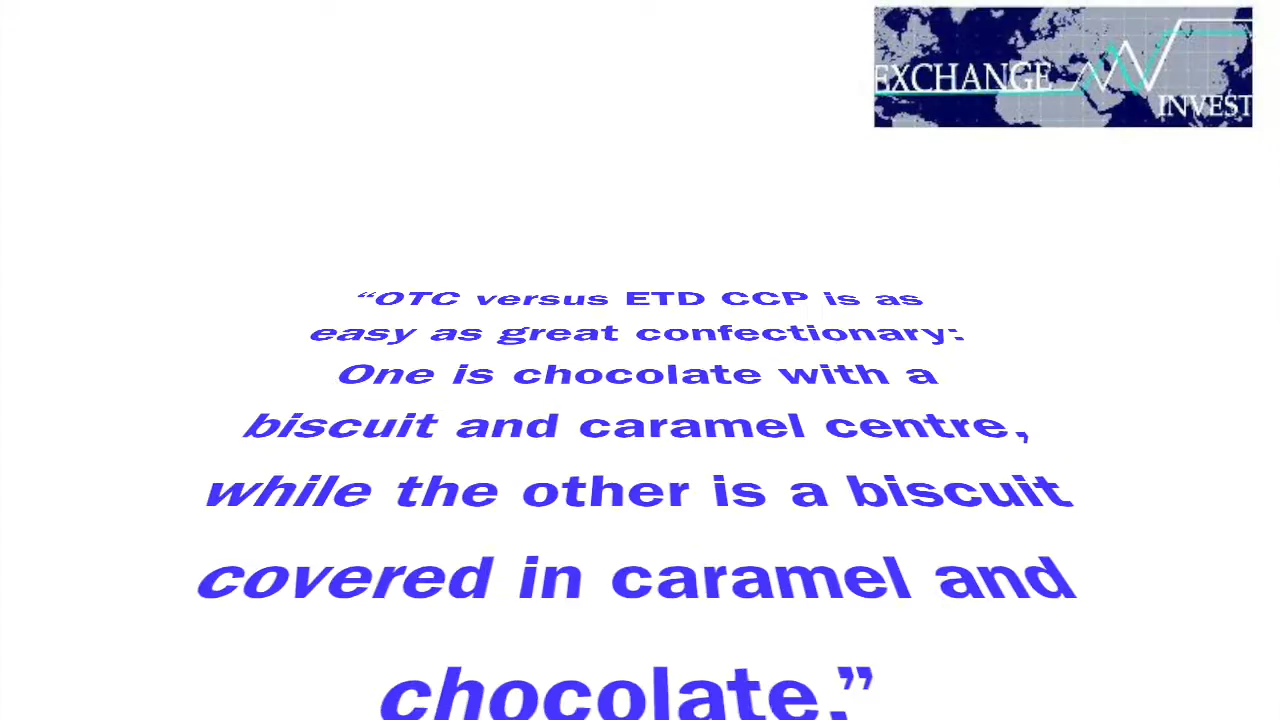 EXCHANGE
INVEST
“OTC versus ETD CCP is as
easy as great confectionary:
One is chocolate with a
biscuit and caramel centre,
while the other is a biscuit
covered in caramel and
chocolate.”